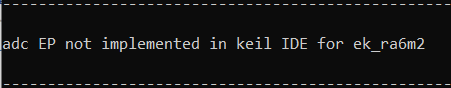 adc EP not implemented in keil IDE for ek_ra6m2